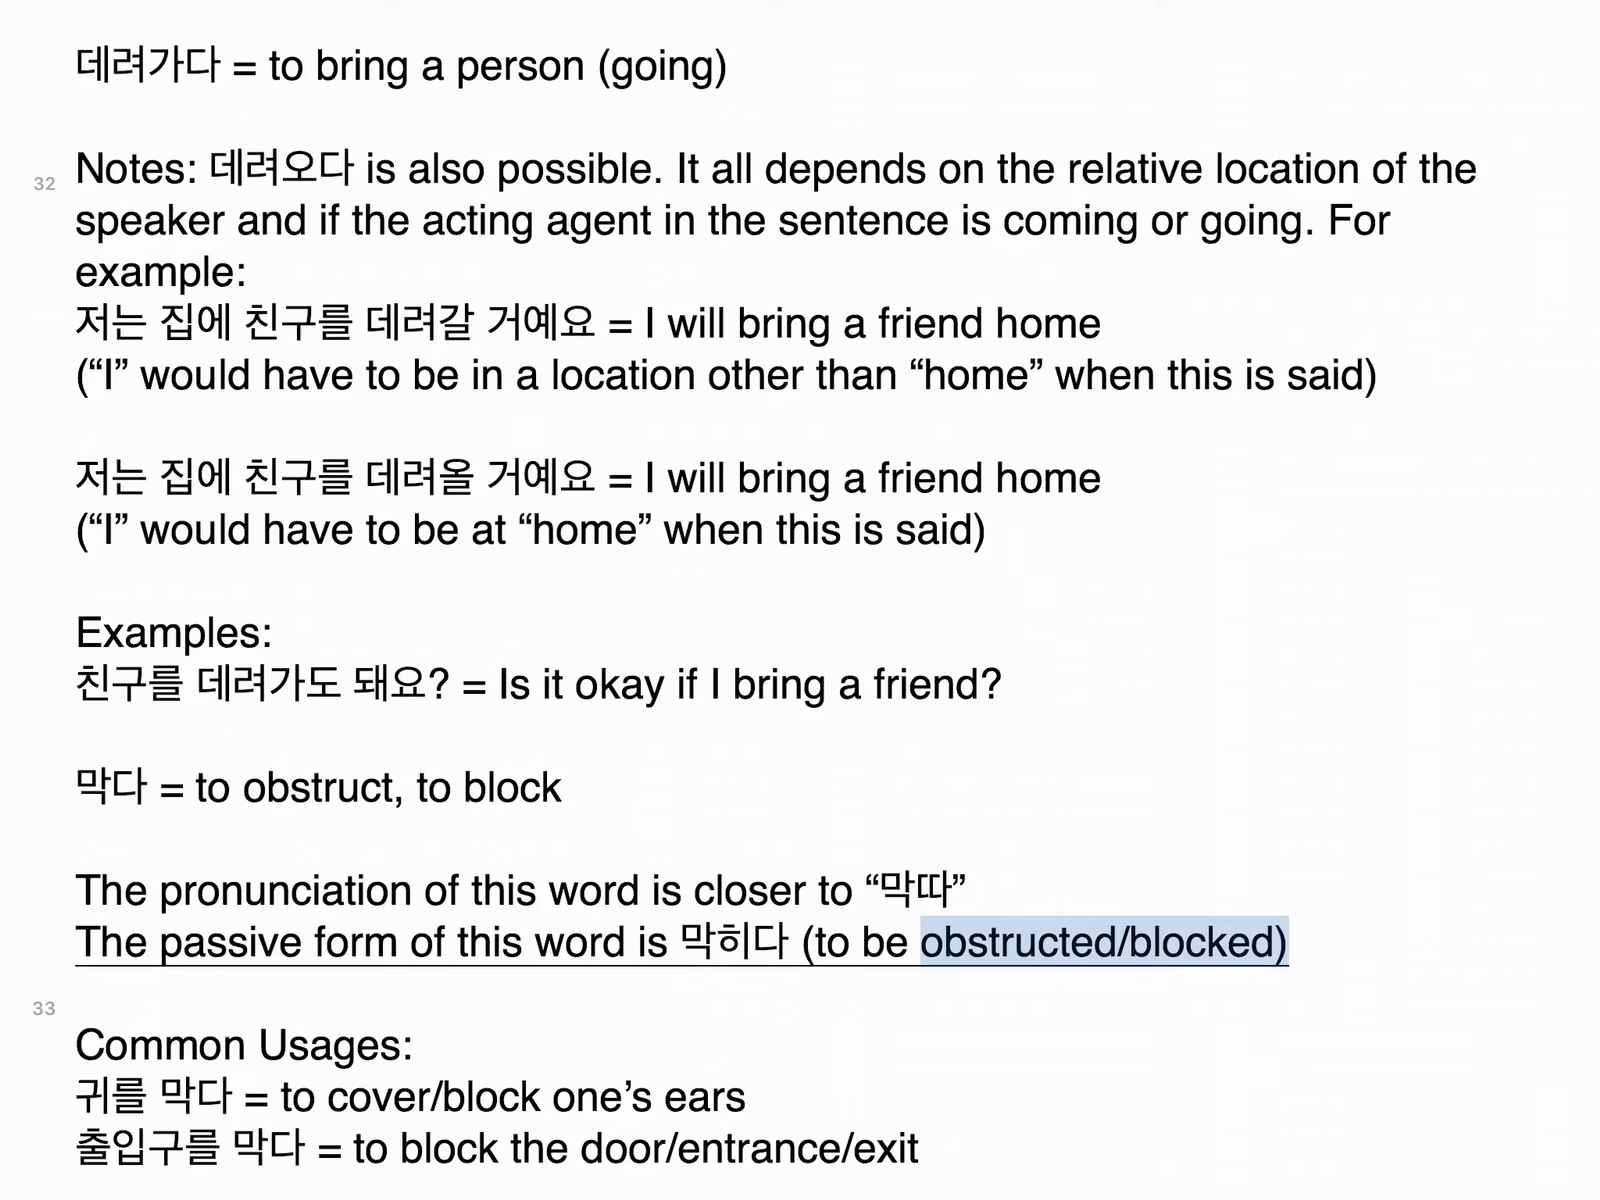 데려가다 = to bring a person (going)
32
Notes: 데려오다 is also possible. It all depends on the relative location of the
speaker and if the acting agent in the sentence is coming or going. For
example:
저는 집에 친구를 데려갈 거예요 = I will bring a friend home
(“I” would have to be in a location other than “home” when this is said)
저는 집에 친구를 데려올 거예요 = I will bring a friend home
(“I” would have to be at “home” when this is said)
Examples:
친구를 데려가도 돼요? = Is it okay if I bring a friend?
막다 = to obstruct, to block
The pronunciation of this word is closer to “막따”
The passive form of this word is 막히다 (to be obstructed/blocked)
33
Common Usages:
귀를 막다 = to cover/block one’s ears
출입구를 막다 = to block the door/entrance/exit